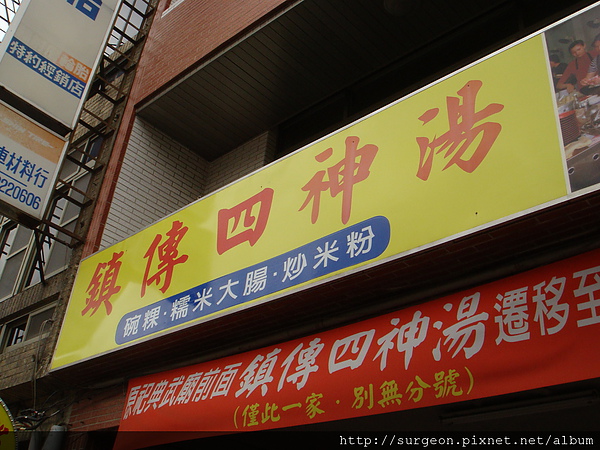 特約經銷店
車材料行
220606
鎮傳四神湯
碗粿·糯米大腸·炒米粉
原祀典武廟前面鎮傳四神湯遷移至
(僅此一家·別無分號)
http://surgeon.pixnet.net/blog